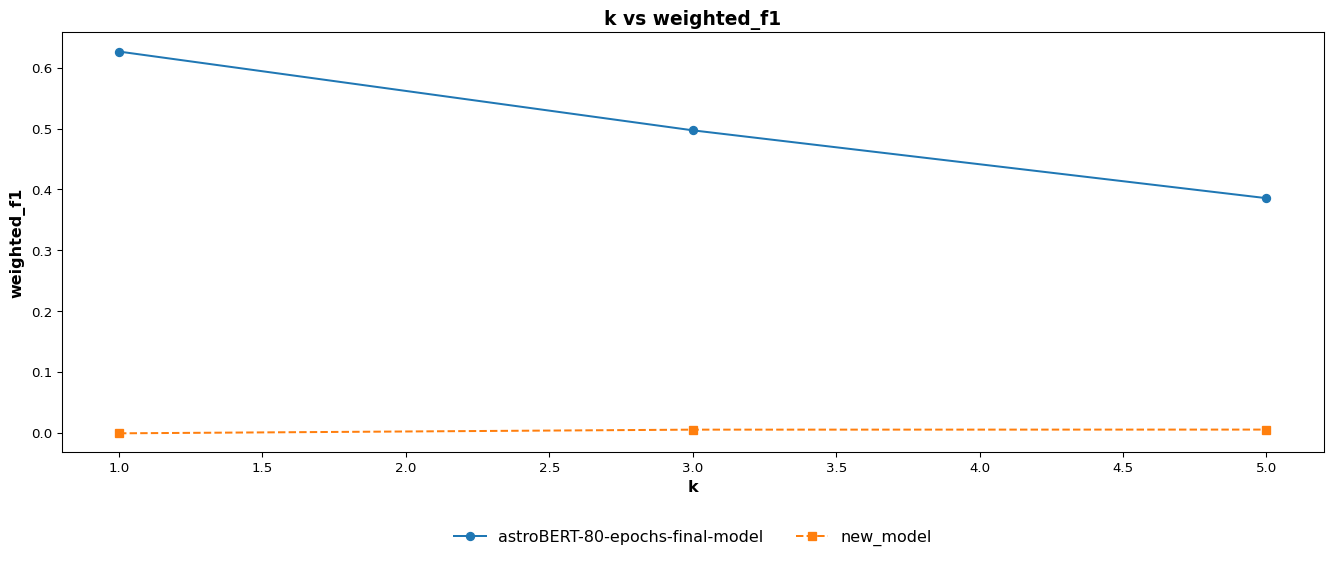 k vs weighted_f1
weighted_f1
0.6
0.5
0.4
0.3
0.2
0.1
0.0
1.0 1.5 2.0 2.5 3.0 3.5 4.0 4.5 5.0
k
astroBERT-80-epochs-final-model new_model